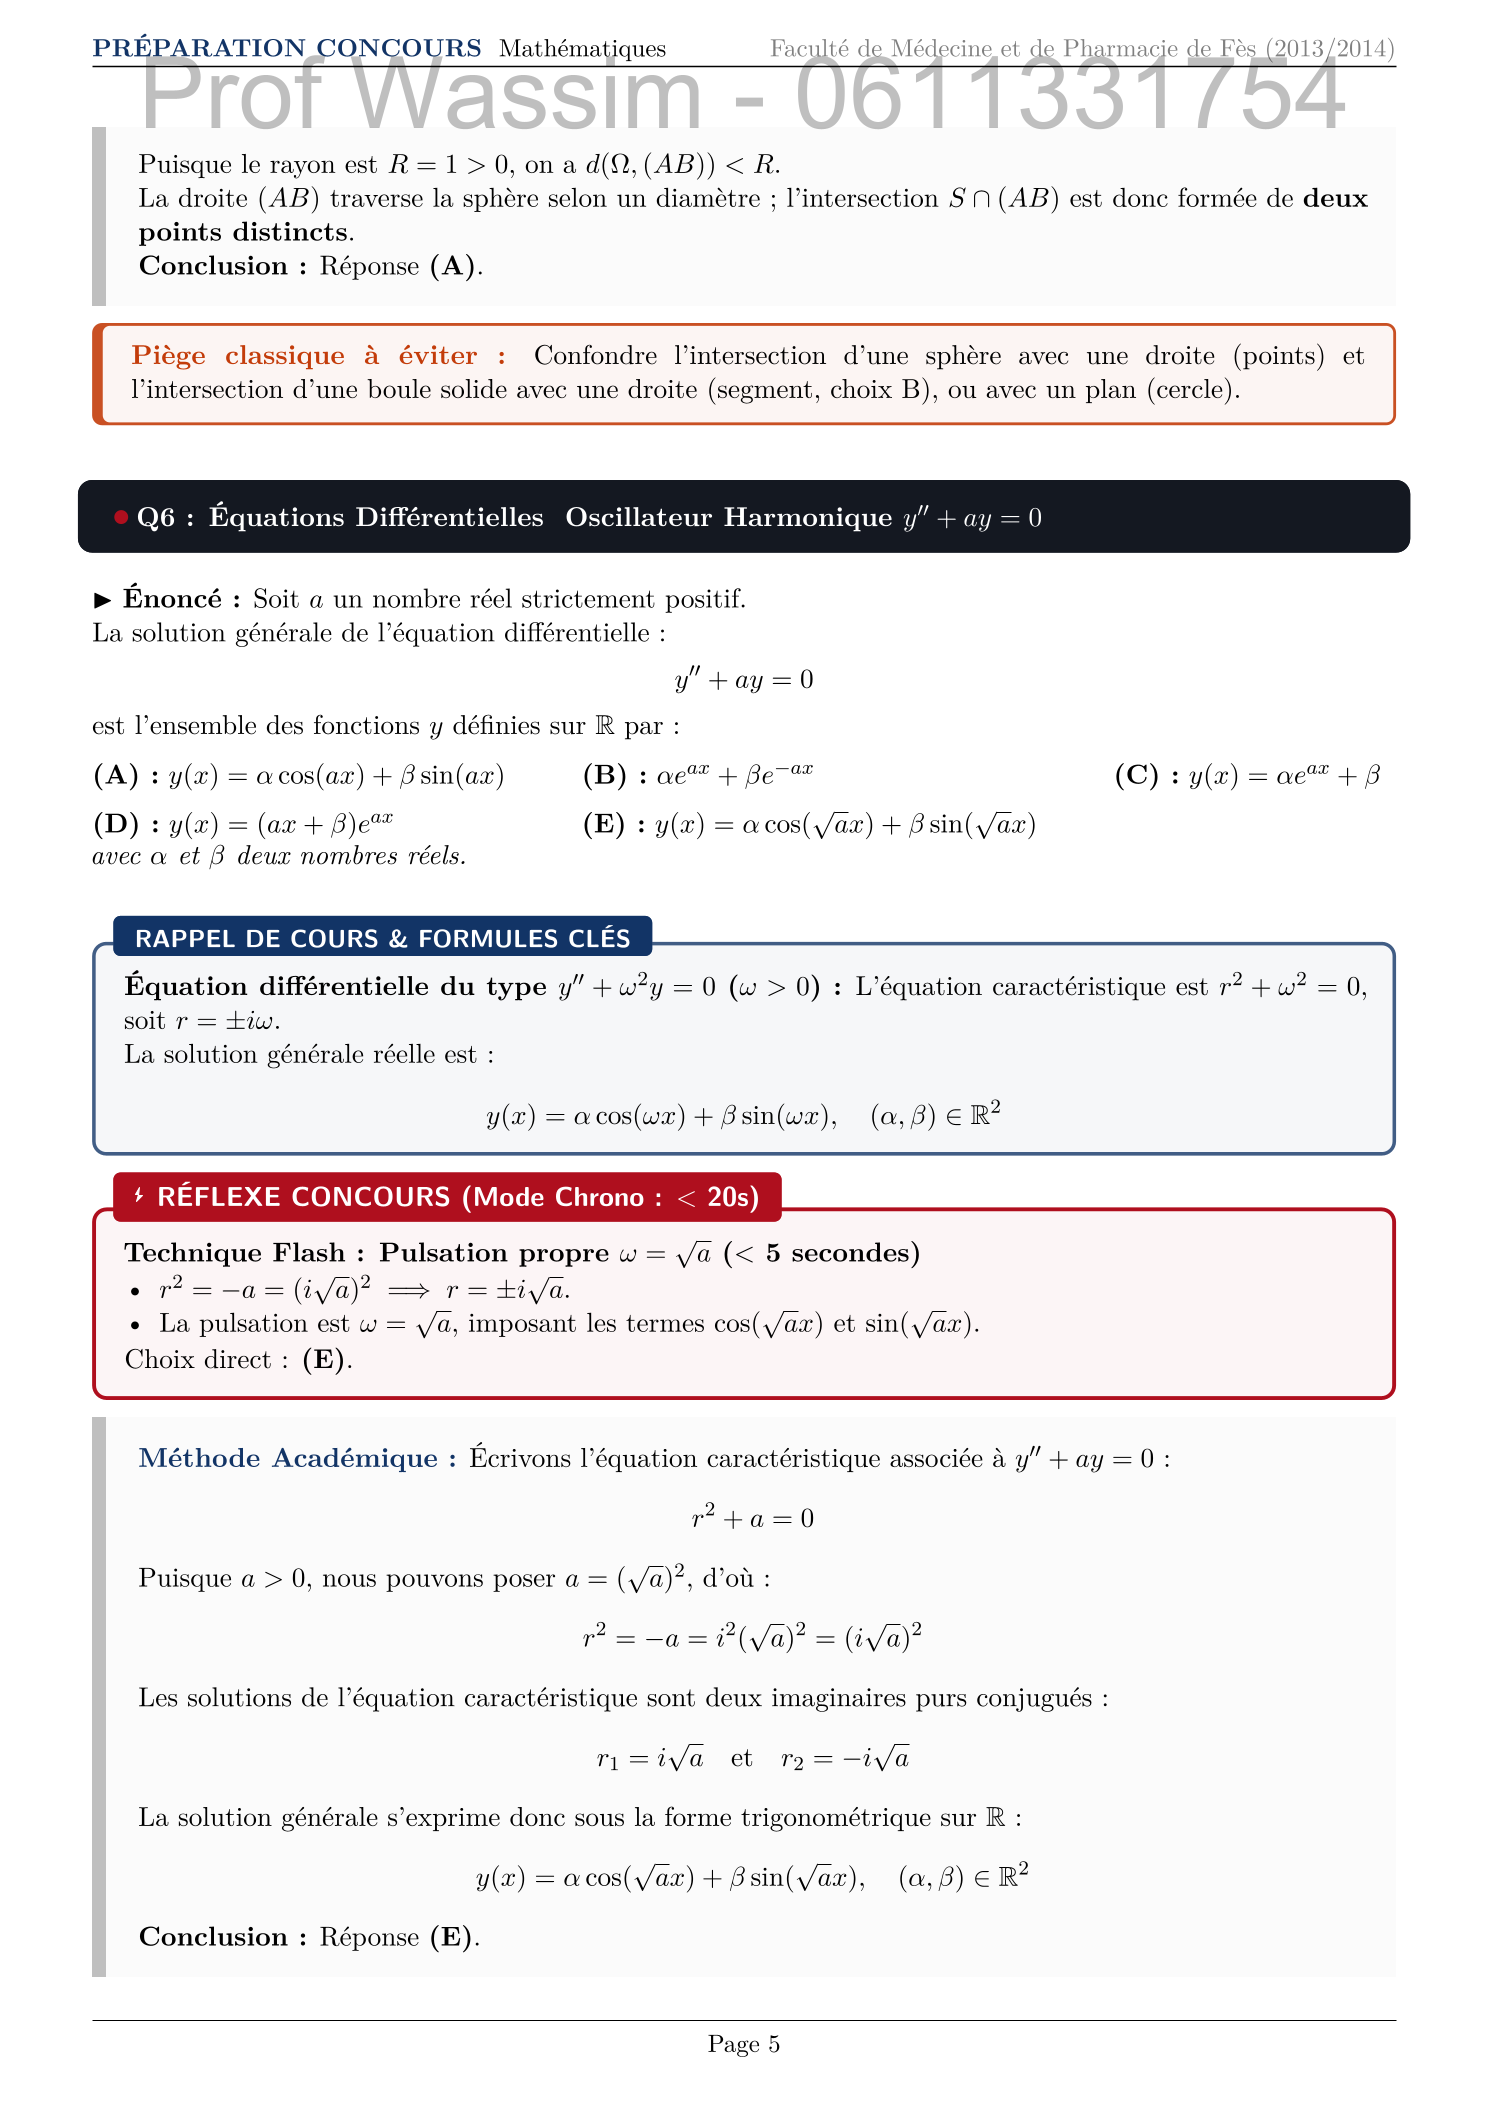 PRÉPARATION CONCOURS Mathématiques Faculté de Médecine et de Pharmacie de Fès (2013/2014)
Prof Wassim - 0611331754
Puisque le rayon est R = 1 > 0, on a d(Ω, (AB)) < R.
La droite (AB) traverse la sphère selon un diamètre ; l'intersection S ∩ (AB) est donc formée de deux
points distincts.
Conclusion : Réponse (A).
Piège classique à éviter : Confondre l'intersection d'une sphère avec une droite (points) et
l'intersection d'une boule solide avec une droite (segment, choix B), ou avec un plan (cercle).
● Q6 : Équations Différentielles Oscillateur Harmonique y″ + ay = 0
▶ Énoncé : Soit a un nombre réel strictement positif.
La solution générale de l'équation différentielle :
y″ + ay = 0
est l'ensemble des fonctions y définies sur ℝ par :
(A) : y(x) = α cos(ax) + β sin(ax) (B) : αe^{ax} + βe^{−ax} (C) : y(x) = αe^{ax} + β
(D) : y(x) = (ax + β)e^{ax} (E) : y(x) = α cos(√a x) + β sin(√a x)
avec α et β deux nombres réels.
RAPPEL DE COURS & FORMULES CLÉS
Équation différentielle du type y″ + ω²y = 0 (ω > 0) : L'équation caractéristique est r² + ω² = 0,
soit r = ±iω.
La solution générale réelle est :
y(x) = α cos(ωx) + β sin(ωx), (α, β) ∈ ℝ²
⚡ RÉFLEXE CONCOURS (Mode Chrono : < 20s)
Technique Flash : Pulsation propre ω = √a (< 5 secondes)
• r² = −a = (i√a)² ⟹ r = ±i√a.
• La pulsation est ω = √a, imposant les termes cos(√a x) et sin(√a x).
Choix direct : (E).
Méthode Académique : Écrivons l'équation caractéristique associée à y″ + ay = 0 :
r² + a = 0
Puisque a > 0, nous pouvons poser a = (√a)², d'où :
r² = −a = i²(√a)² = (i√a)²
Les solutions de l'équation caractéristique sont deux imaginaires purs conjugués :
r₁ = i√a et r₂ = −i√a
La solution générale s'exprime donc sous la forme trigonométrique sur ℝ :
y(x) = α cos(√a x) + β sin(√a x), (α, β) ∈ ℝ²
Conclusion : Réponse (E).
Page 5